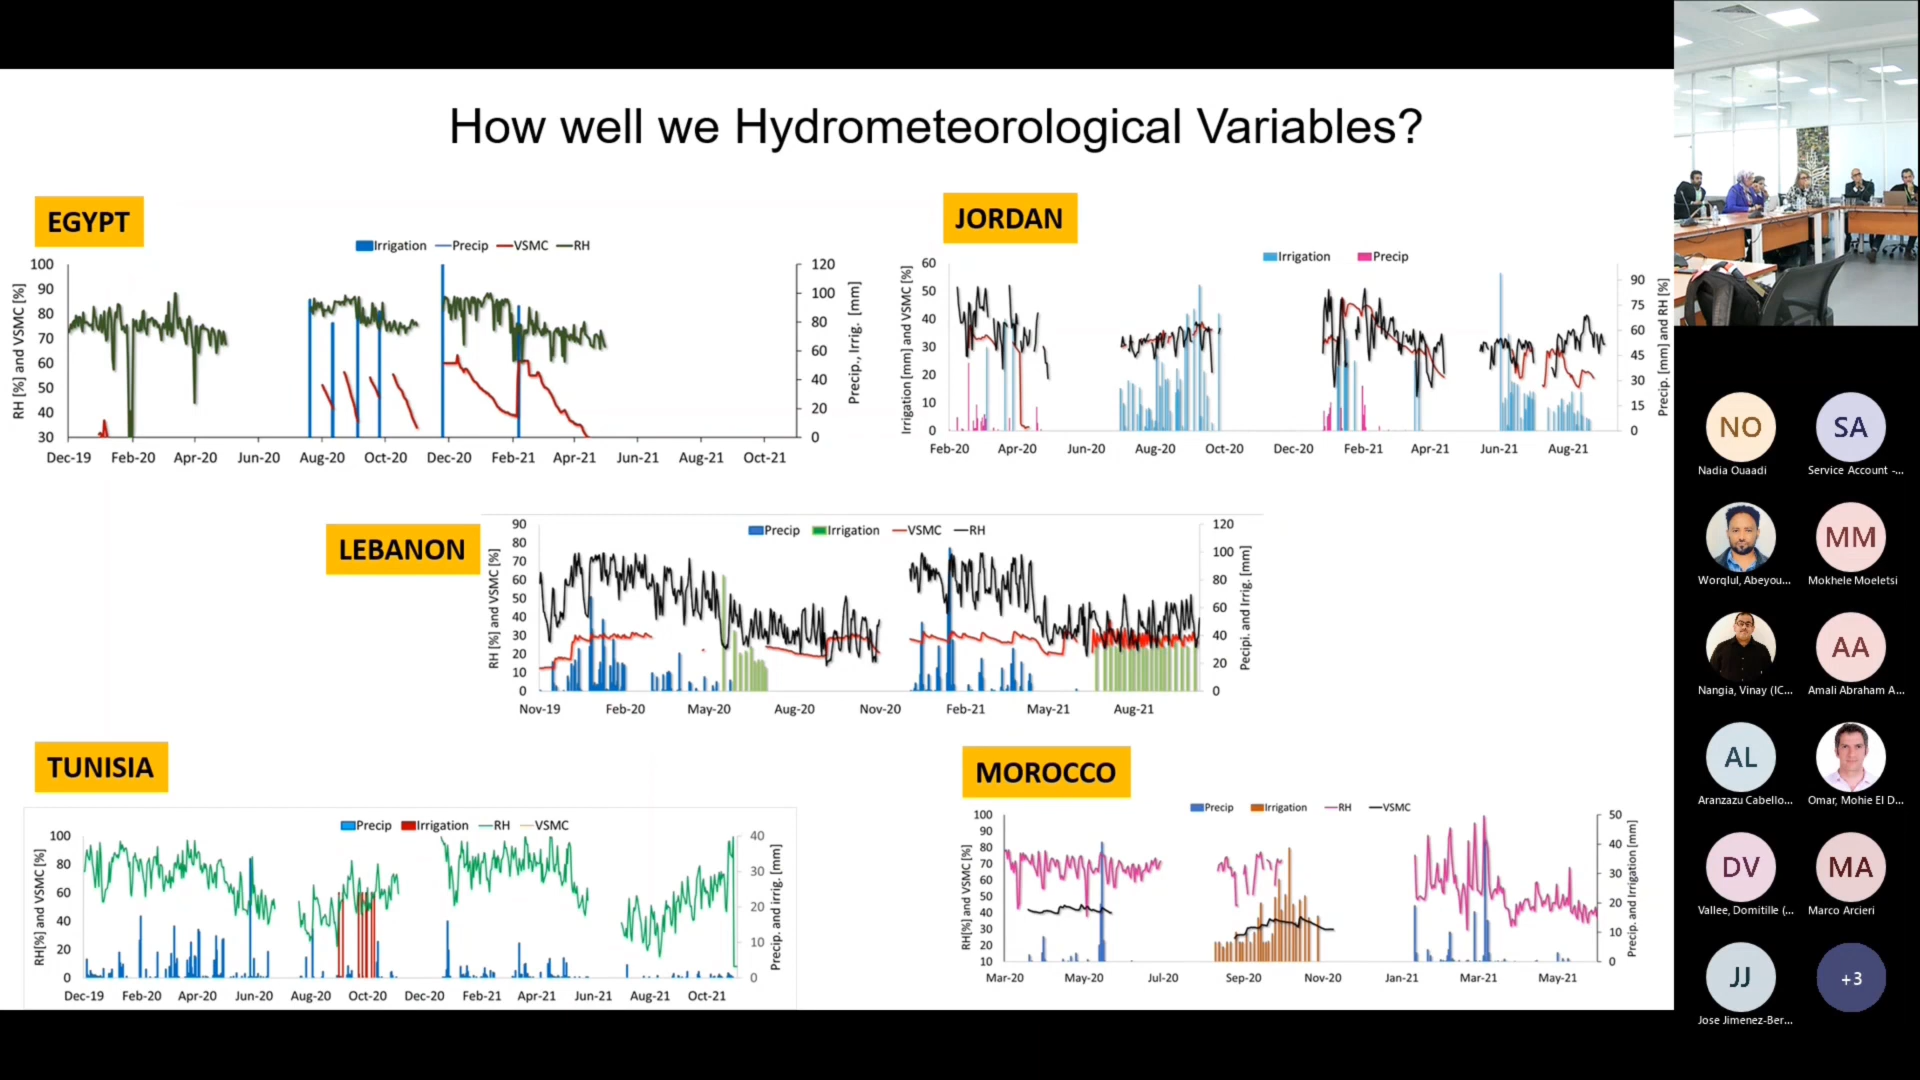 How well we Hydrometeorological Variables?
EGYPT
Irrigation Precip VSMC RH
RH [%] and VSMC [%]
100
90
80
70
60
50
40
30
120
100
80
60
40
20
0
Precip., Irrig. [mm]
Dec-19 Feb-20 Apr-20 Jun-20 Aug-20 Oct-20 Dec-20 Feb-21 Apr-21 Jun-21 Aug-21 Oct-21
JORDAN
Irrigation Precip
Irrigation [mm] and VSMC [%]
60
50
40
30
20
10
0
90
75
60
45
30
15
0
Precip. [mm] and RH [%]
Feb-20 Apr-20 Jun-20 Aug-20 Oct-20 Dec-20 Feb-21 Apr-21 Jun-21 Aug-21
LEBANON
Precip Irrigation VSMC RH
RH [%] and VSMC [%]
90
80
70
60
50
40
30
20
10
0
120
100
80
60
40
20
0
Pecipi. and Irrig. [mm]
Nov-19 Feb-20 May-20 Aug-20 Nov-20 Feb-21 May-21 Aug-21
TUNISIA
Precip Irrigation RH VSMC
RH[%] and VSMC [%]
100
80
60
40
20
0
40
30
20
10
0
Precip. and irrig. [mm]
Dec-19 Feb-20 Apr-20 Jun-20 Aug-20 Oct-20 Dec-20 Feb-21 Apr-21 Jun-21 Aug-21 Oct-21
MOROCCO
Precip Irrigation RH VSMC
RH[%] and VSMC [%]
100
90
80
70
60
50
40
30
20
10
50
40
30
20
10
0
Precip. and Irrigation [mm]
Mar-20 May-20 Jul-20 Sep-20 Nov-20 Jan-21 Mar-21 May-21
NO SA
Nadia Ouaadi Service Account -...
MM
Worqlul, Abeyou... Mokhele Moeletsi
AA
Nangia, Vinay (IC... Amali Abraham A...
AL
Aranzazu Cabello... Omar, Mohie El D...
DV MA
Vallee, Domitille (... Marco Arcieri
JJ +3
Jose Jimenez-Ber...